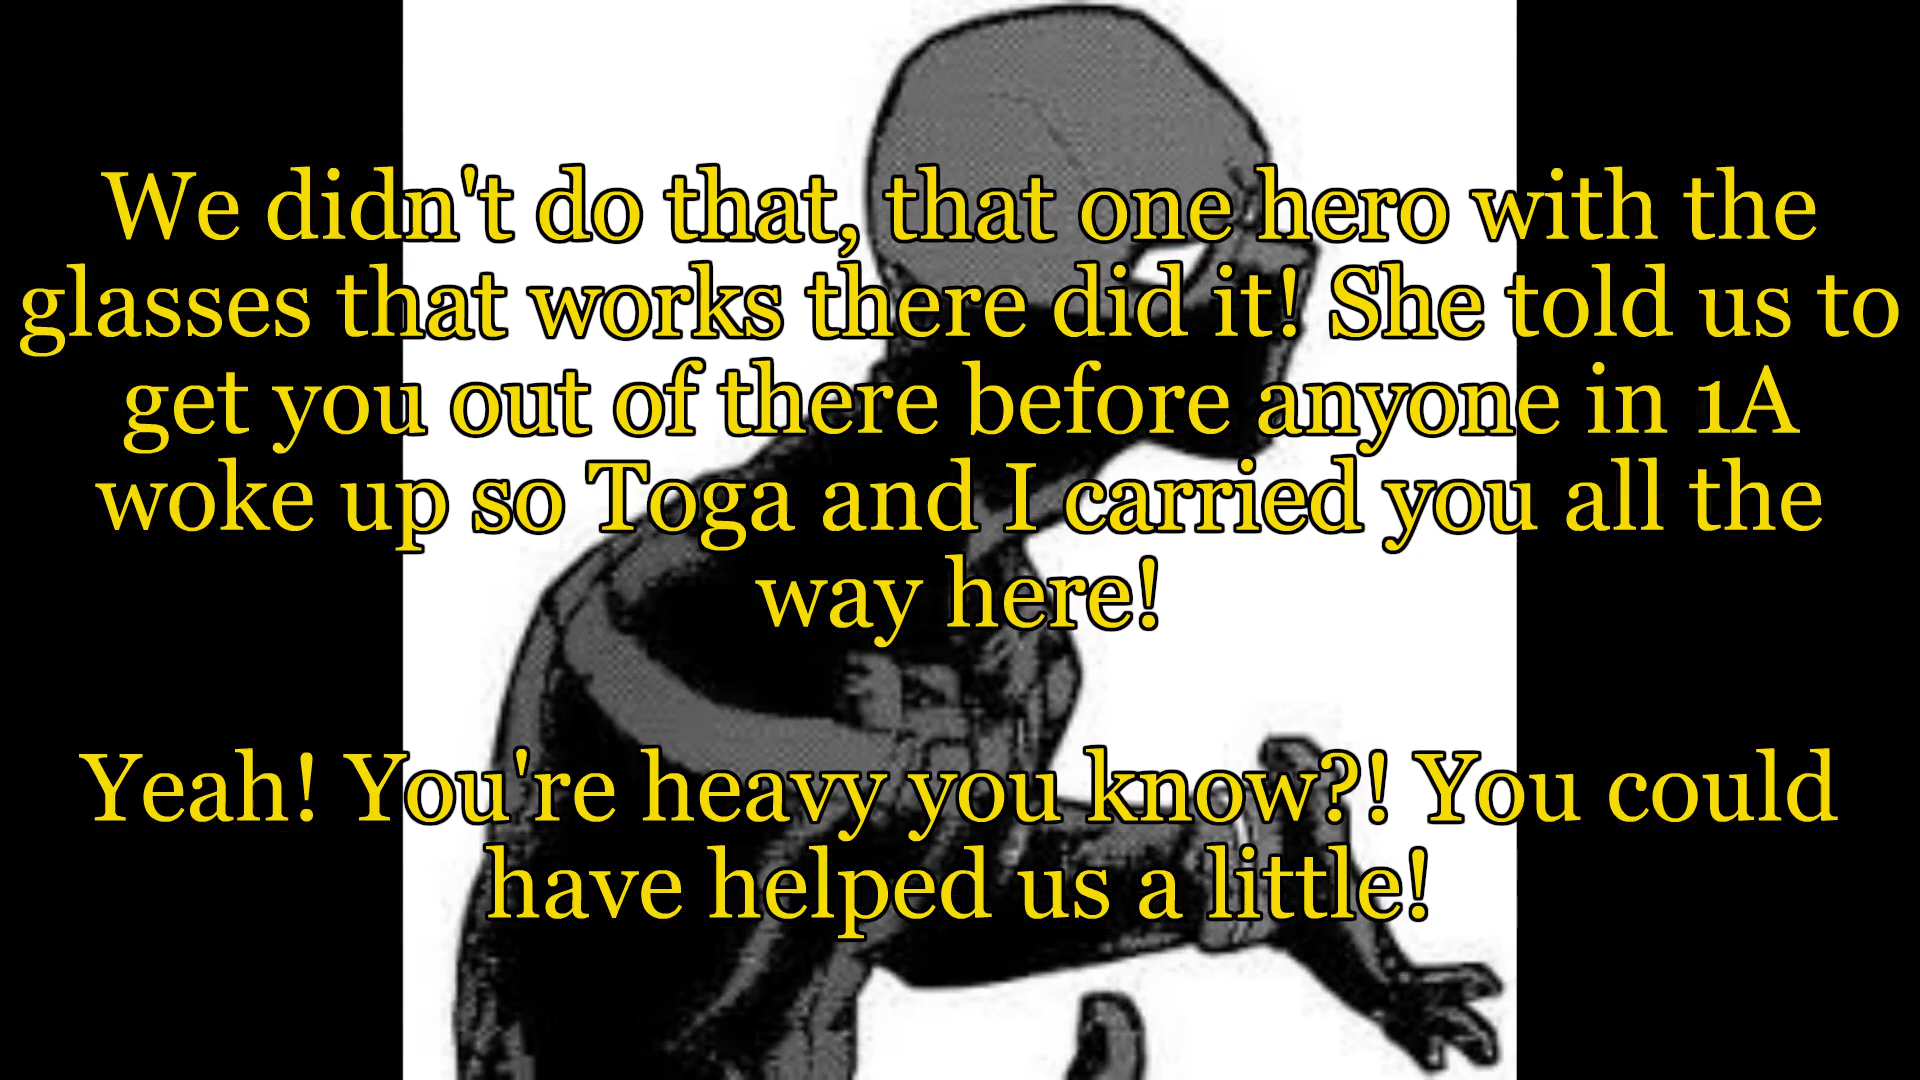 We didn't do that, that one hero with the
glasses that works there did it! She told us to
get you out of there before anyone in 1A
woke up so Toga and I carried you all the
way here!
Yeah! You're heavy you know?! You could
have helped us a little!